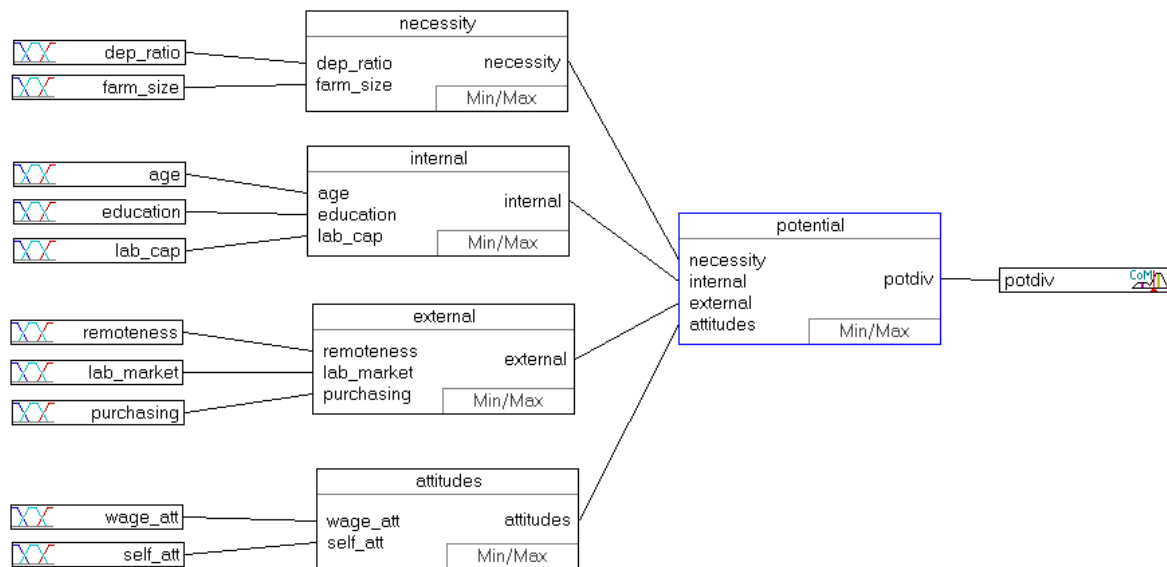 necessity
dep_ratio
farm_size
dep_ratio
farm_size
necessity
Min/Max
internal
age
education
lab_cap
age
education
lab_cap
internal
Min/Max
external
remoteness
lab_market
purchasing
remoteness
lab_market
purchasing
external
Min/Max
attitudes
wage_att
self_att
wage_att
self_att
attitudes
Min/Max
potential
necessity
internal
external
attitudes
potdiv
Min/Max
potdiv
CoM